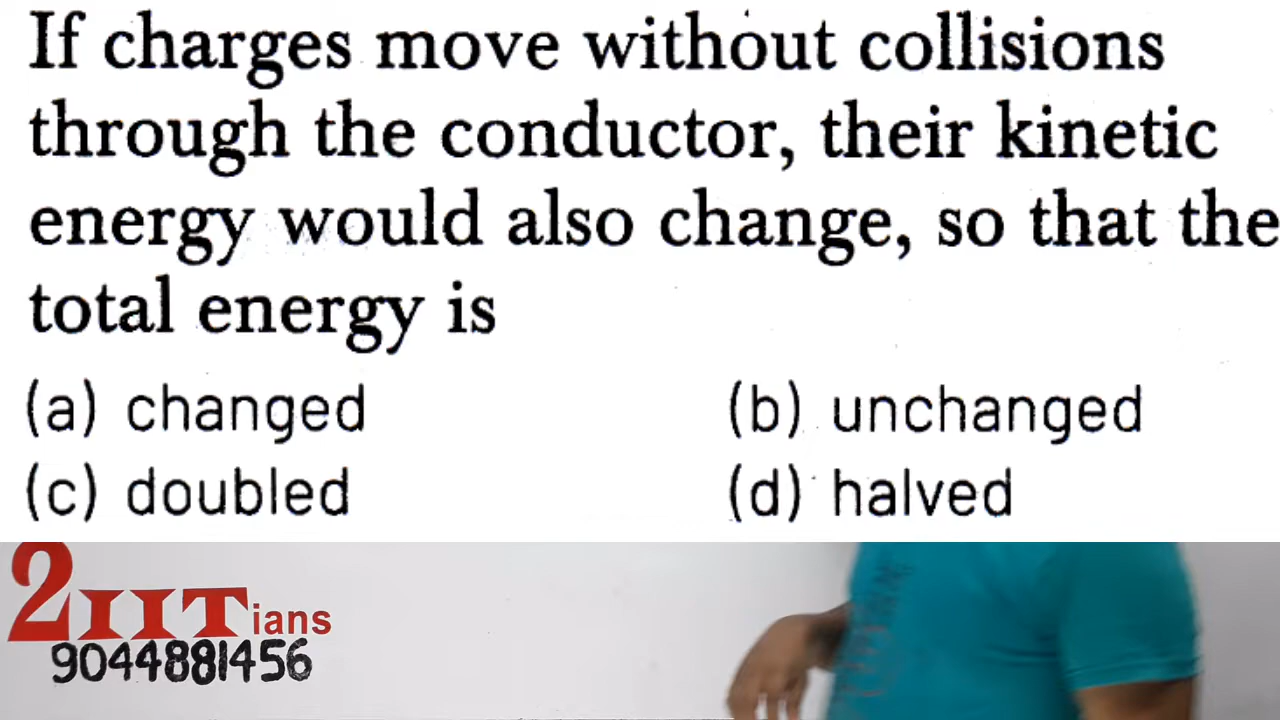 If charges move without collisions
through the conductor, their kinetic
energy would also change, so that the
total energy is
(a) changed (b) unchanged
(c) doubled (d) halved
2IITians
9044881456